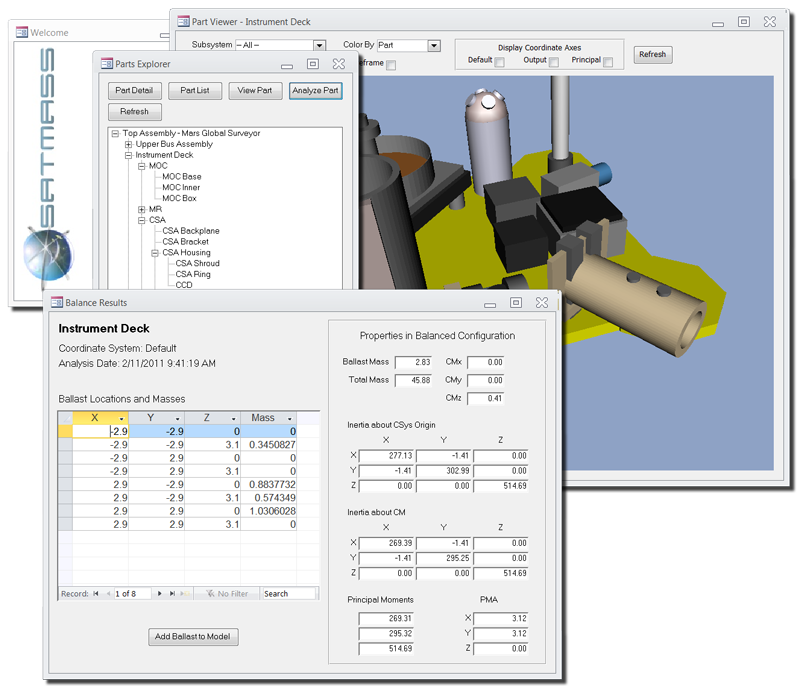 Welcome
SATMASS
Part Viewer - Instrument Deck
Subsystem -- All --
Color By Part
Display Coordinate Axes
Default Output Principal
Refresh
Parts Explorer
Part Detail Part List View Part Analyze Part
Refresh
Top Assembly - Mars Global Surveyor
Upper Bus Assembly
Instrument Deck
MOC
MOC Base
MOC Inner
MOC Box
MR
CSA
CSA Backplane
CSA Bracket
CSA Housing
CSA Shroud
CSA Ring
CCD
Balance Results
Instrument Deck
Coordinate System: Default
Analysis Date: 2/11/2011 9:41:19 AM
Ballast Locations and Masses
X Y Z Mass
-2.9 -2.9 0 0
-2.9 -2.9 3.1 0.3450827
-2.9 2.9 0 0
-2.9 2.9 3.1 0
2.9 -2.9 0 0.8837732
2.9 -2.9 3.1 0.574349
2.9 2.9 0 1.0306028
2.9 2.9 3.1 0
Record: 1 of 8 No Filter Search
Add Ballast to Model
Properties in Balanced Configuration
Ballast Mass 2.83 CMx 0.00
Total Mass 45.88 CMy 0.00
CMz 0.41
Inertia about CSys Origin
X Y Z
X 277.13 -1.41 0.00
Y -1.41 302.99 0.00
Z 0.00 0.00 514.69
Inertia about CM
X Y Z
X 269.39 -1.41 0.00
Y -1.41 295.25 0.00
Z 0.00 0.00 514.69
Principal Moments PMA
269.31 X 3.12
295.32 Y 3.12
514.69 Z 0.00